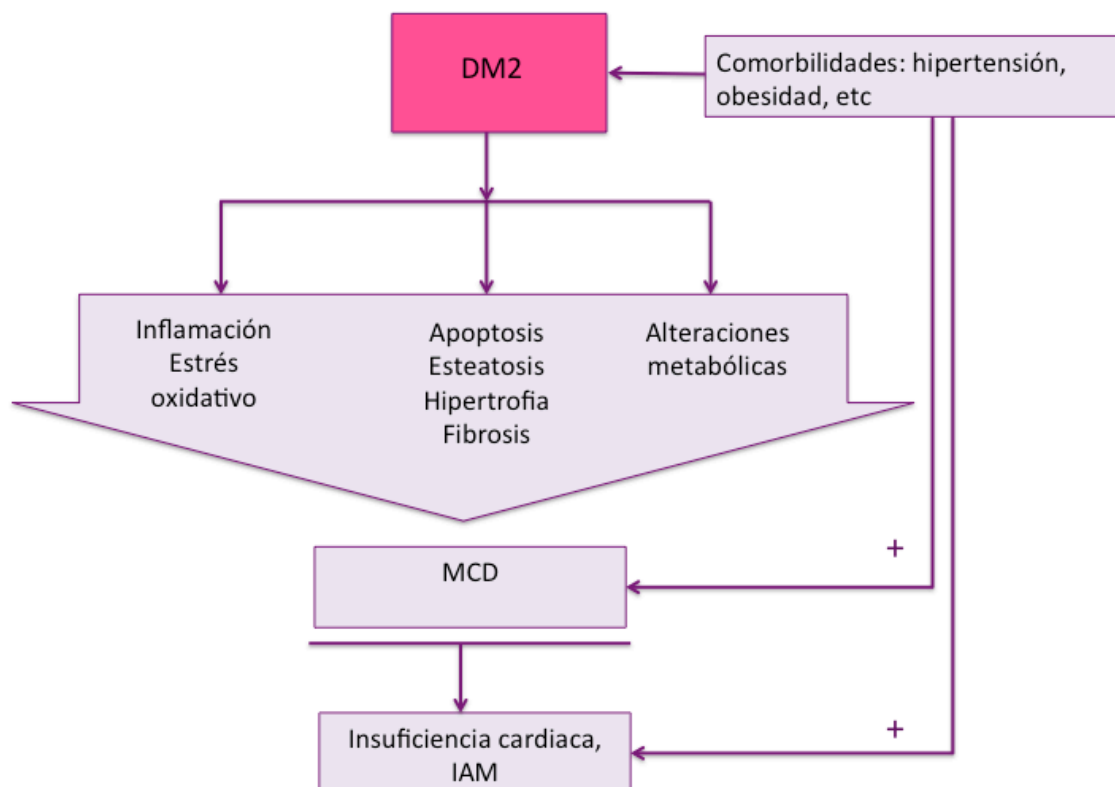 DM2
Comorbilidades: hipertensión,
obesidad, etc
Inflamación
Estrés
oxidativo
Apoptosis
Esteatosis
Hipertrofia
Fibrosis
Alteraciones
metabólicas
+
MCD
+
Insuficiencia cardiaca,
IAM